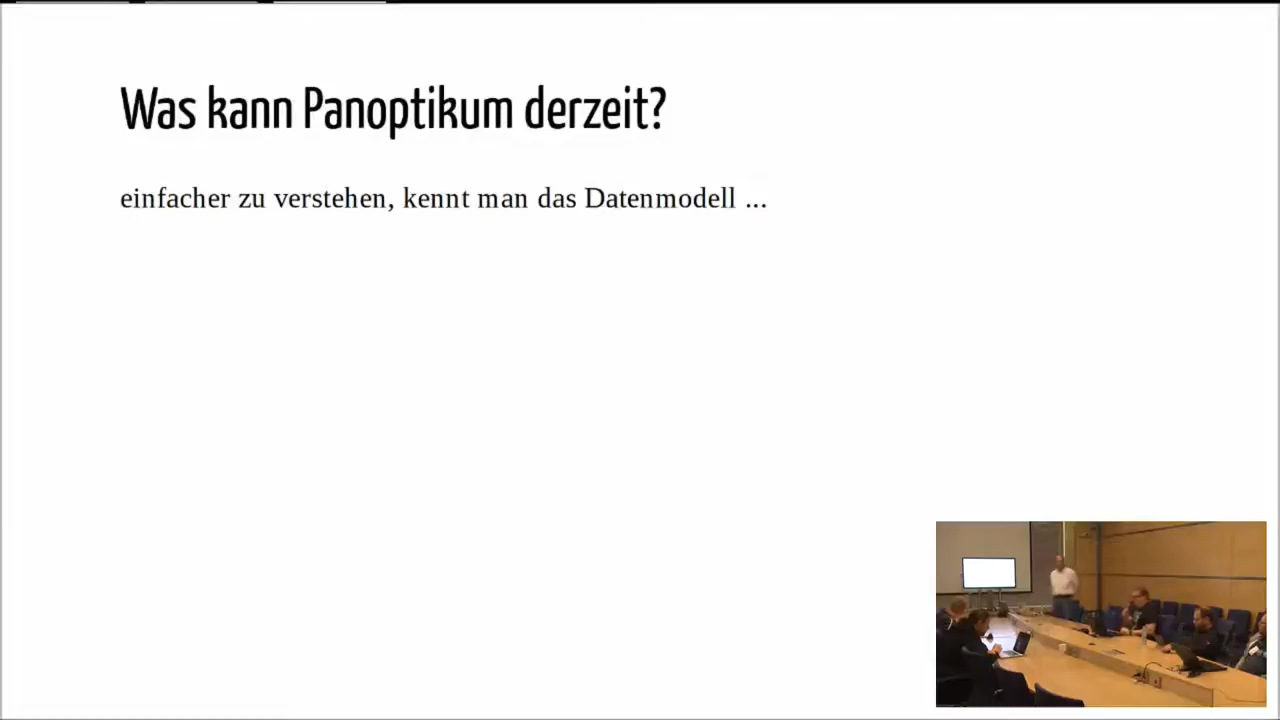 Was kann Panoptikum derzeit?
einfacher zu verstehen, kennt man das Datenmodell ...